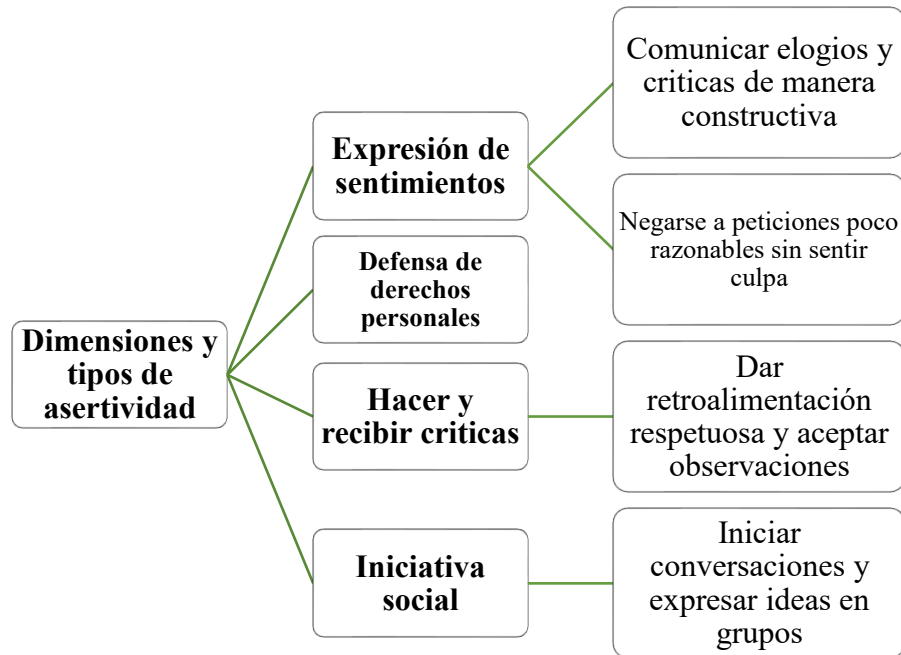 Dimensiones y
tipos de
asertividad
Expresión de
sentimientos
Comunicar elogios y
criticas de manera
constructiva
Negarse a peticiones poco
razonables sin sentir
culpa
Defensa de
derechos
personales
Hacer y
recibir criticas
Dar
retroalimentación
respetuosa y aceptar
observaciones
Iniciativa
social
Iniciar
conversaciones y
expresar ideas en
grupos